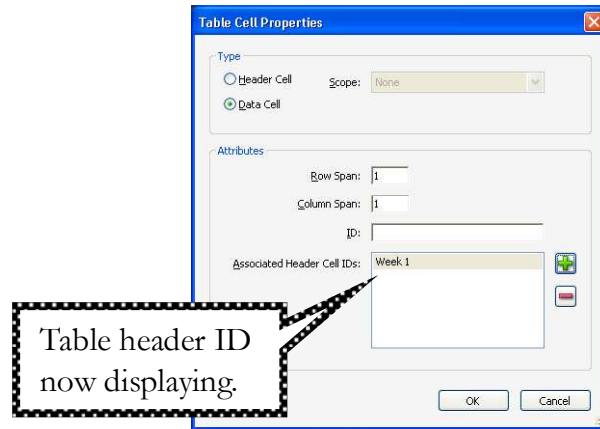 Table Cell Properties
Type
Header Cell Scope: None
Data Cell
Attributes
Row Span: 1
Column Span: 1
ID:
Associated Header Cell IDs: Week 1
Table header ID
now displaying.
OK Cancel